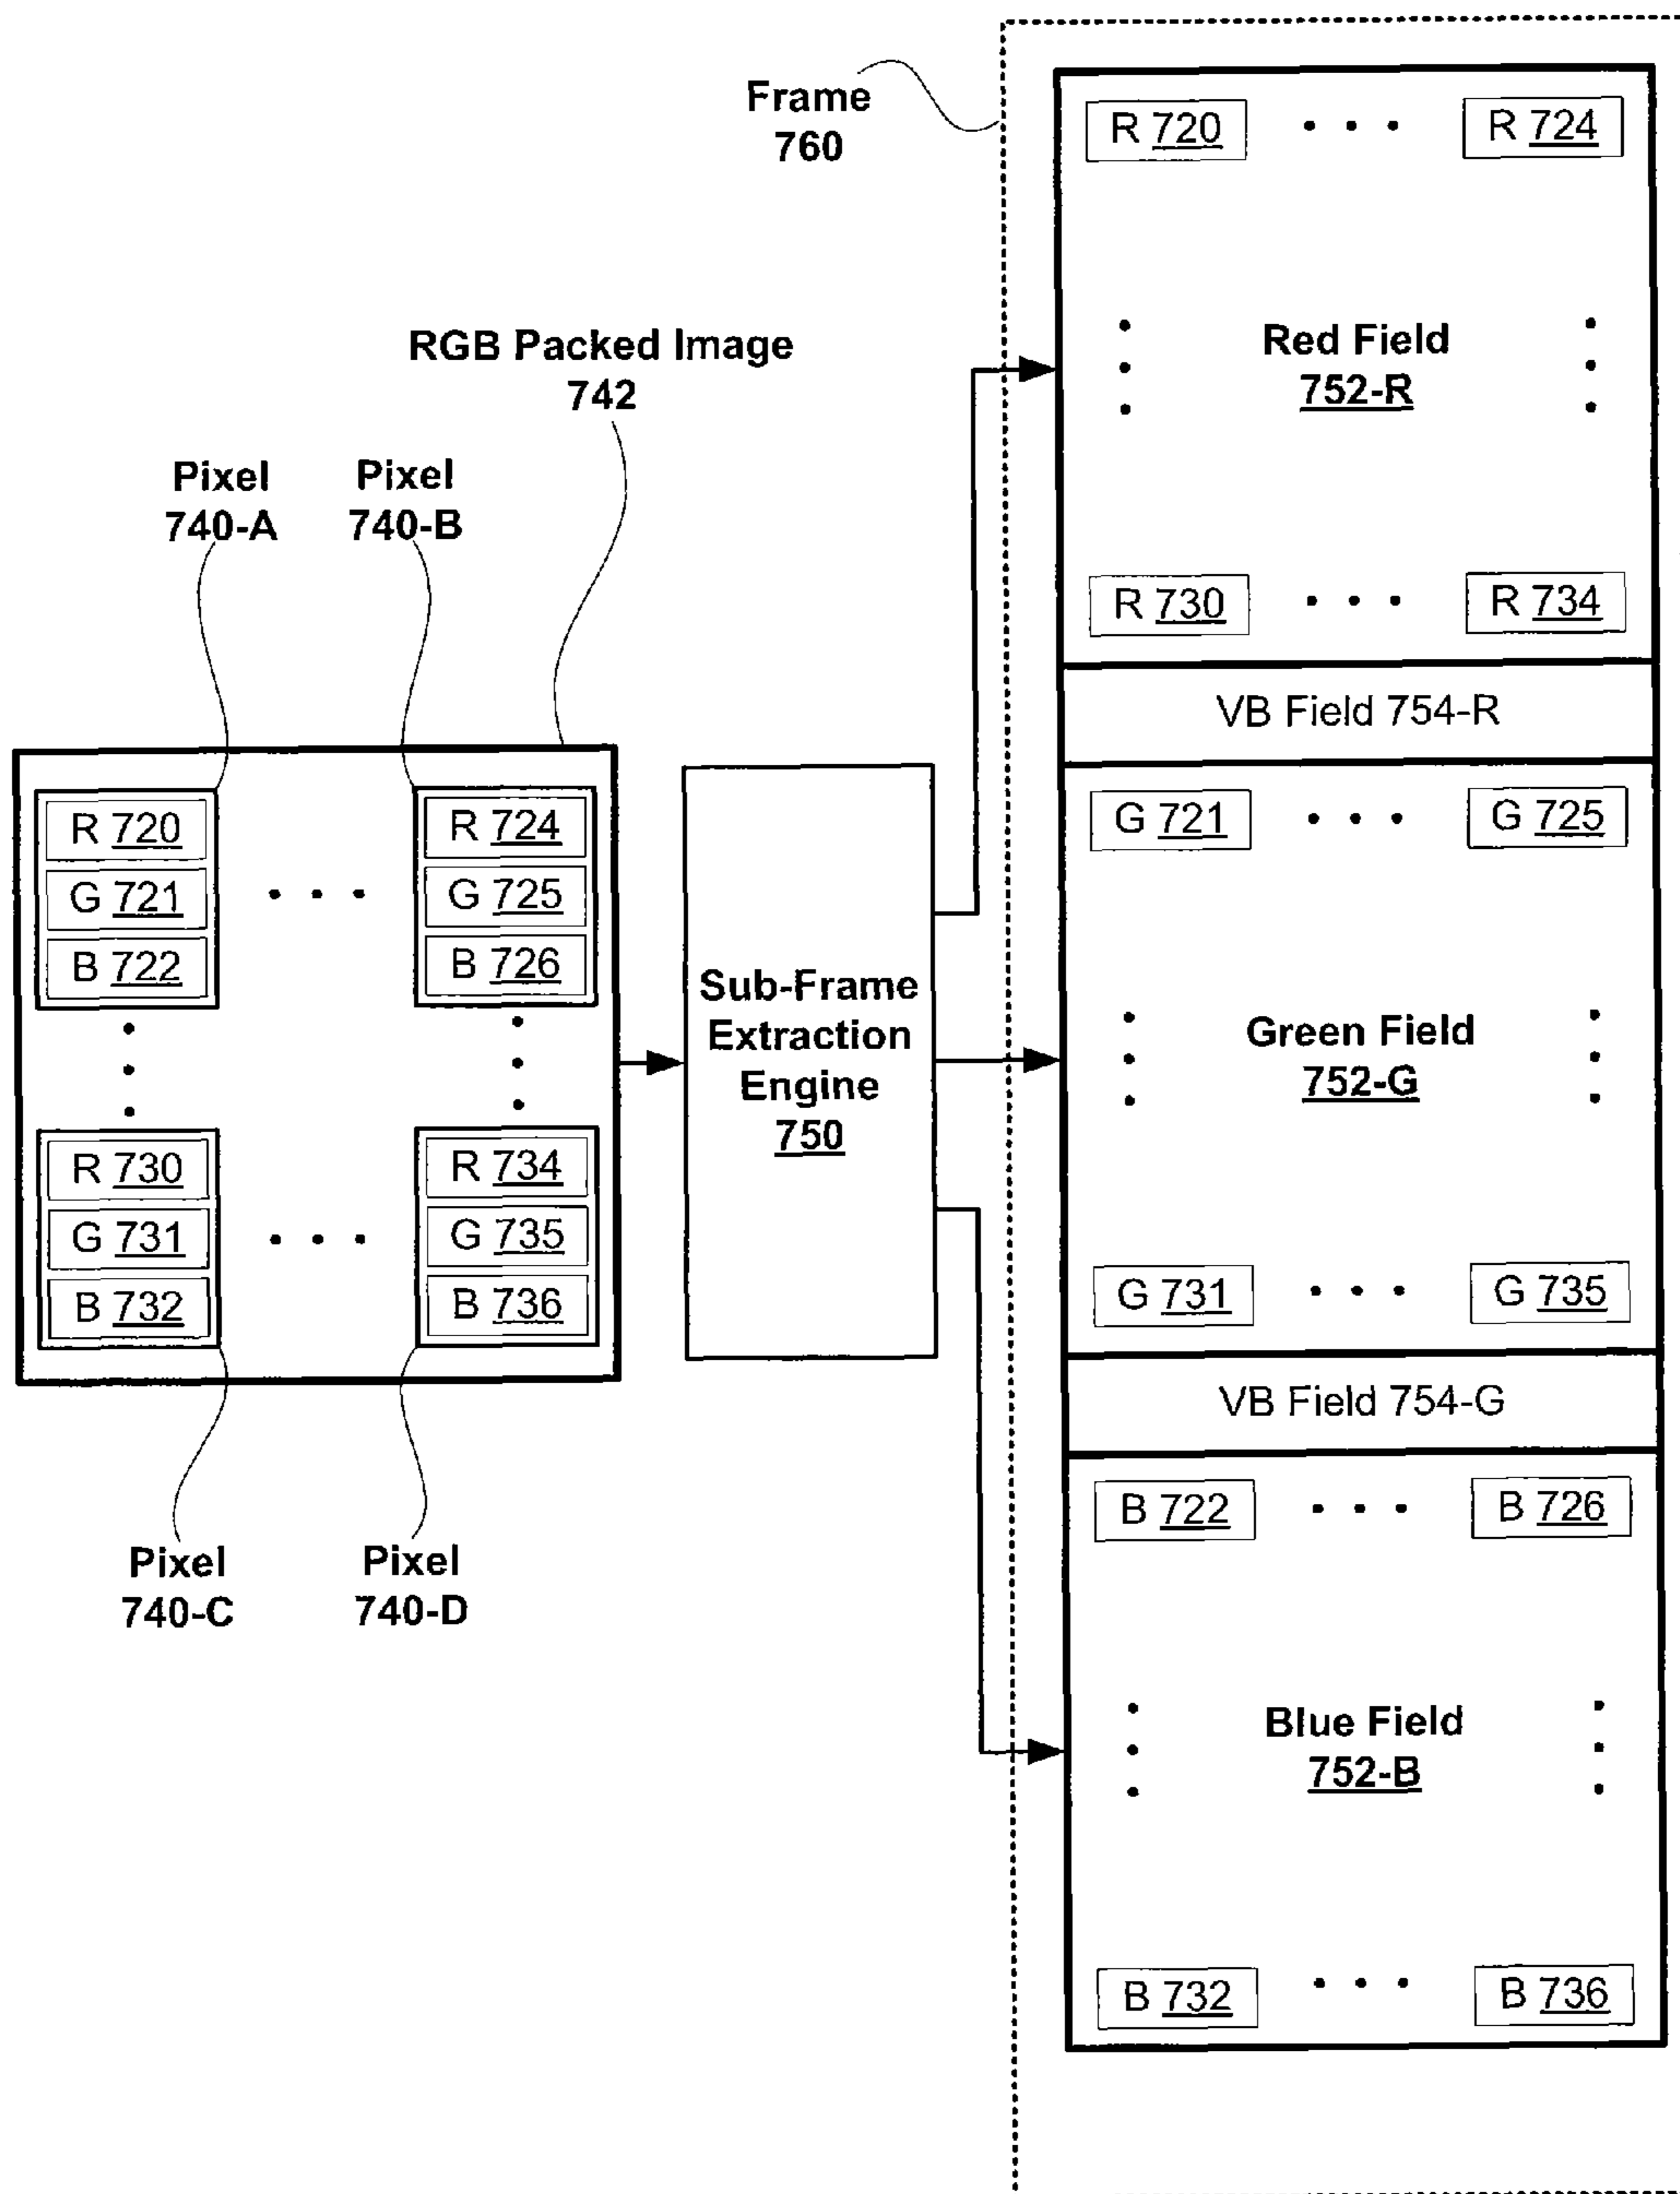 Frame
760
R 720 • • • R 724
Red Field
752-R
R 730 • • • R 734
VB Field 754-R
RGB Packed Image
742
Pixel
740-A
Pixel
740-B
R 720
G 721
B 722
• • •
R 724
G 725
B 726
R 730
G 731
B 732
• • •
R 734
G 735
B 736
Pixel
740-C
Pixel
740-D
Sub-Frame
Extraction
Engine
750
G 721 • • • G 725
Green Field
752-G
G 731 • • • G 735
VB Field 754-G
B 722 • • • B 726
Blue Field
752-B
B 732 • • • B 736